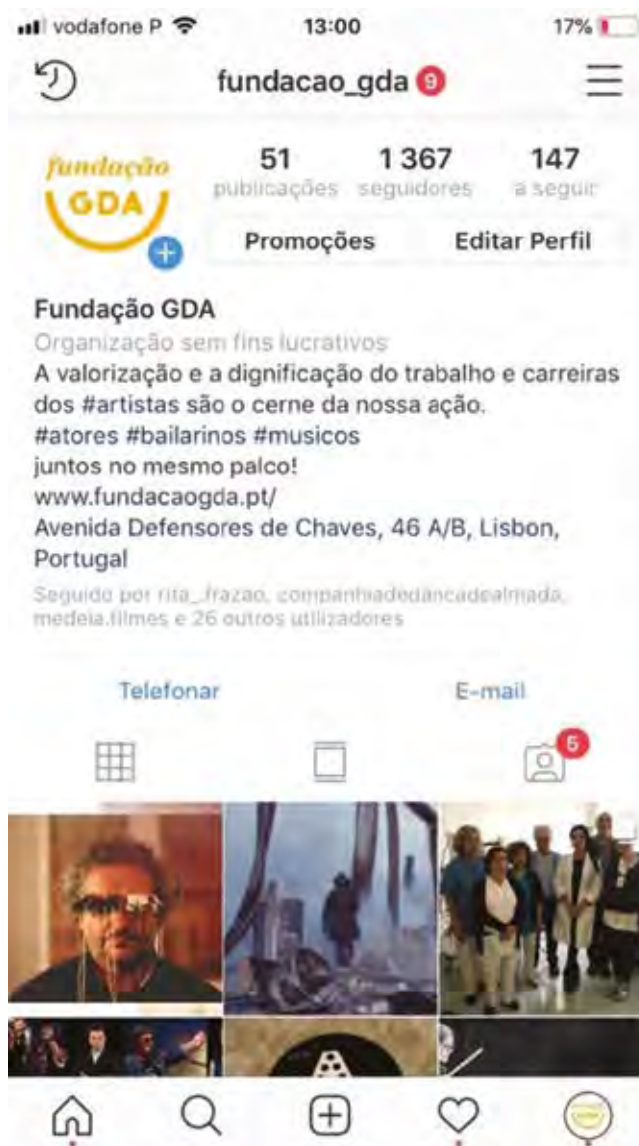 vodafone P 13:00 17%
fundacao_gda 9
fundação
GDA
51 1 367 147
publicações seguidores a seguir
Promoções Editar Perfil
Fundação GDA
Organização sem fins lucrativos
A valorização e a dignificação do trabalho e carreiras
dos #artistas são o cerne da nossa ação.
#atores #bailarinos #musicos
juntos no mesmo palco!
www.fundacaogda.pt/
Avenida Defensores de Chaves, 46 A/B, Lisbon,
Portugal
Seguido por rita_frazao, companhiadedancadealmada,
medeia.filmes e 26 outros utilizadores
Telefonar E-mail
5